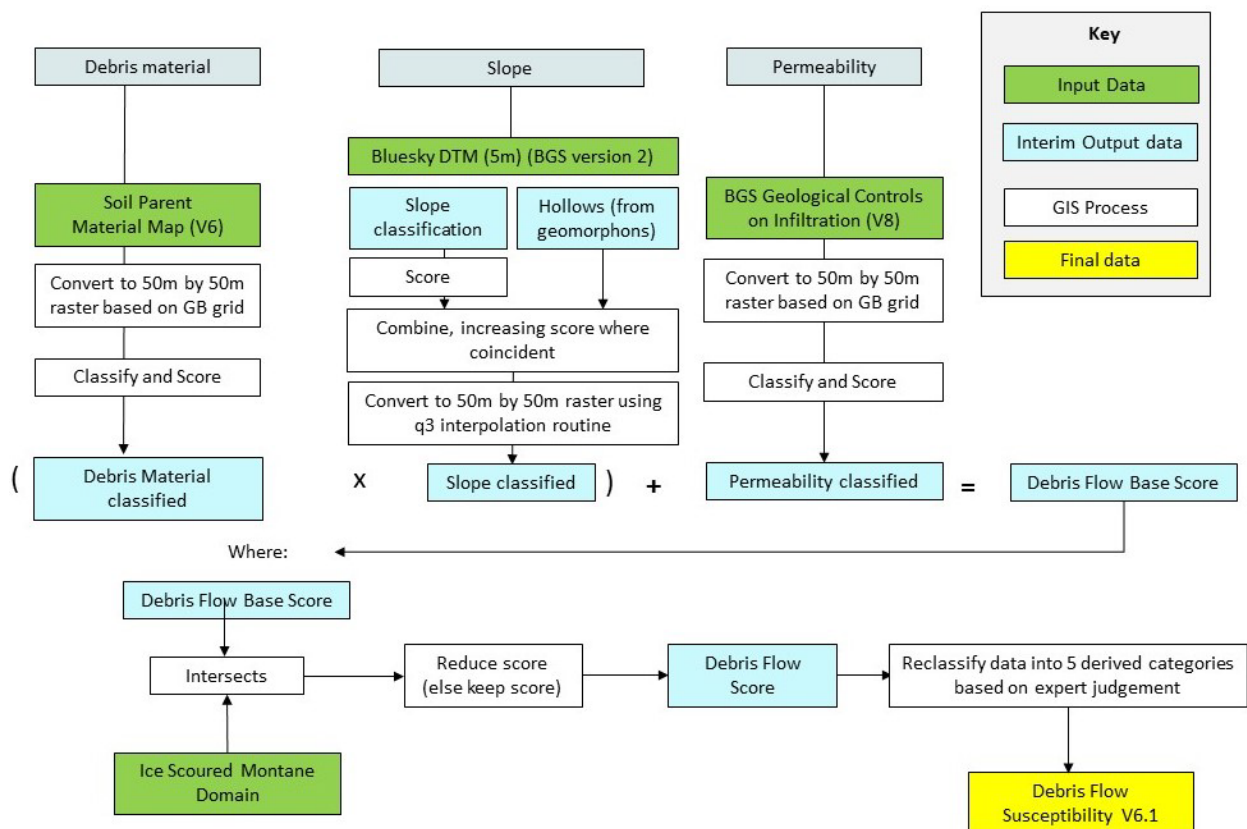 Debris material
Slope
Permeability
Key
Input Data
Interim Output data
GIS Process
Final data
Bluesky DTM (5m) (BGS version 2)
Soil Parent
Material Map (V6)
Slope
classification
Hollows (from
geomorphons)
BGS Geological Controls
on Infiltration (V8)
Convert to 50m by 50m
raster based on GB grid
Score
Convert to 50m by 50m
raster based on GB grid
Combine, increasing score where
coincident
Classify and Score
Convert to 50m by 50m raster using
q3 interpolation routine
Classify and Score
(
Debris Material
classified
x
Slope classified
)
+
Permeability classified
=
Debris Flow Base Score
Where:
Debris Flow Base Score
Intersects
Reduce score
(else keep score)
Debris Flow
Score
Reclassify data into 5 derived categories
based on expert judgement
Ice Scoured Montane
Domain
Debris Flow
Susceptibility V6.1